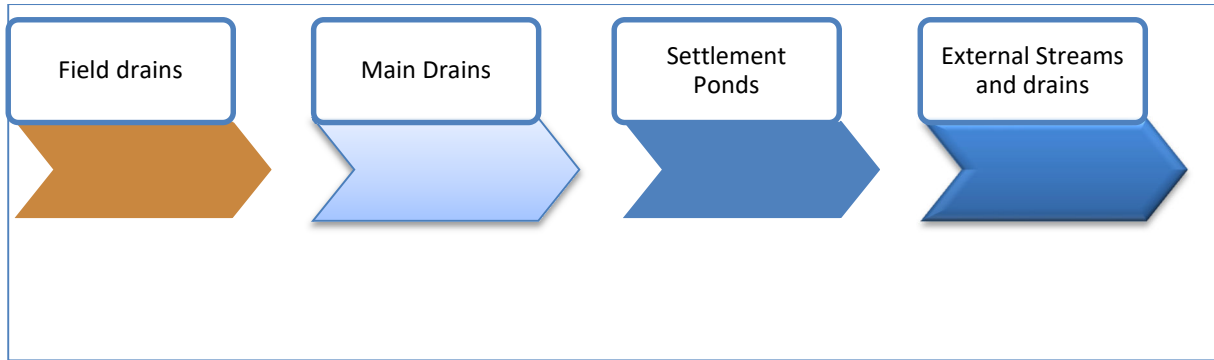 Field drains
Main Drains
Settlement
Ponds
External Streams
and drains